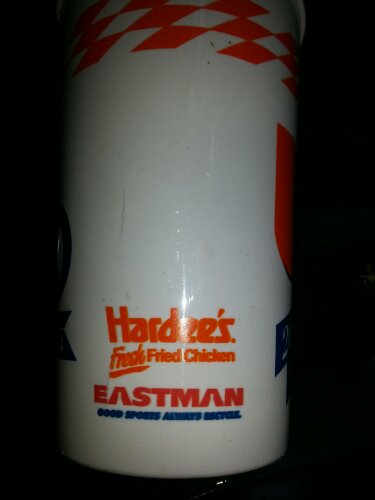 Hardee's.
Fresh Fried Chicken
EASTMAN
GOOD SPORTS ALWAYS RECYCLE.